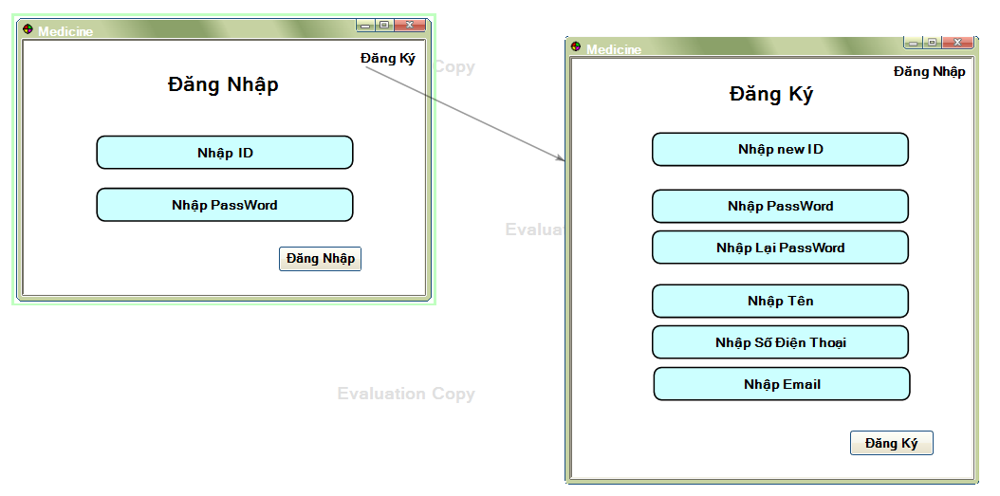 Medicine
Đăng Ký
Đăng Nhập
Nhập ID
Nhập PassWord
Đăng Nhập
Copy
Evalua
Evaluation Copy
Medicine
Đăng Nhập
Đăng Ký
Nhập new ID
Nhập PassWord
Nhập Lại PassWord
Nhập Tên
Nhập Số Điện Thoại
Nhập Email
Đăng Ký